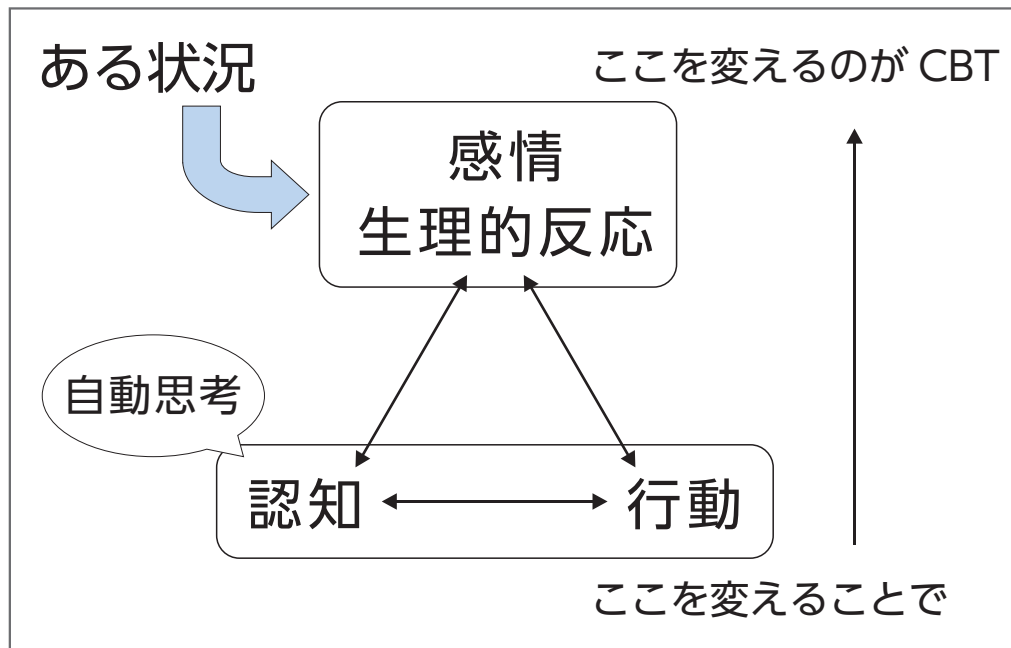 ある状況
ここを変えるのが CBT
感情
生理的反応
自動思考
認知
行動
ここを変えることで